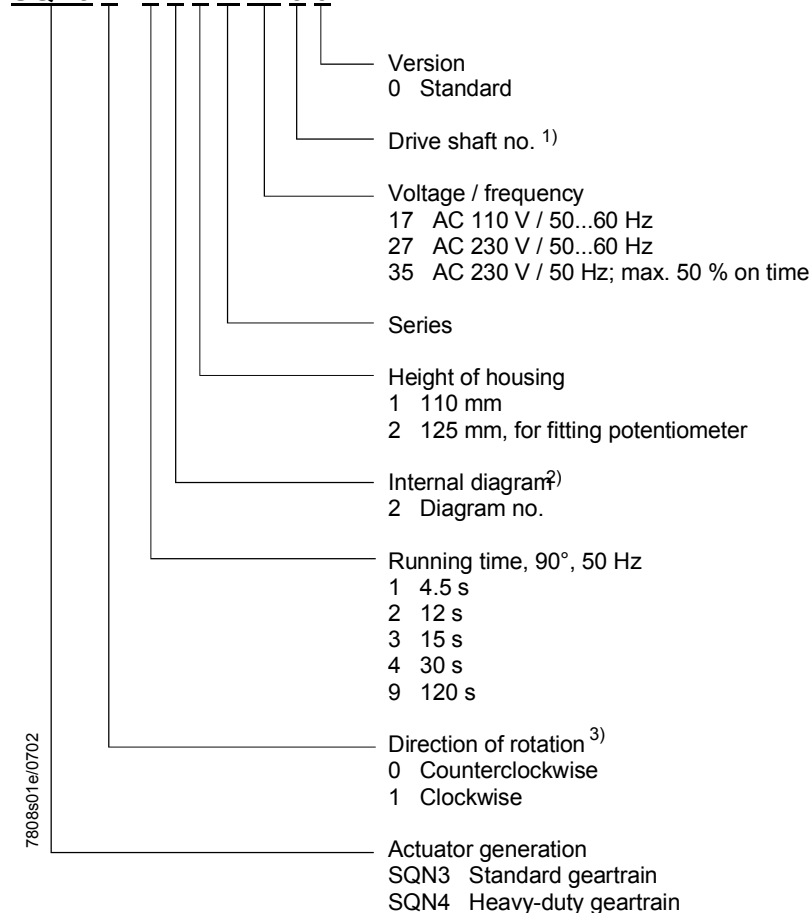 Version
0 Standard
Drive shaft no. 1)
Voltage / frequency
17 AC 110 V / 50...60 Hz
27 AC 230 V / 50...60 Hz
35 AC 230 V / 50 Hz; max. 50 % on time
Series
Height of housing
1 110 mm
2 125 mm, for fitting potentiometer
Internal diagram2)
2 Diagram no.
Running time, 90°, 50 Hz
1 4.5 s
2 12 s
3 15 s
4 30 s
9 120 s
Direction of rotation 3)
0 Counterclockwise
1 Clockwise
7808s01e/0702
Actuator generation
SQN3 Standard geartrain
SQN4 Heavy-duty geartrain